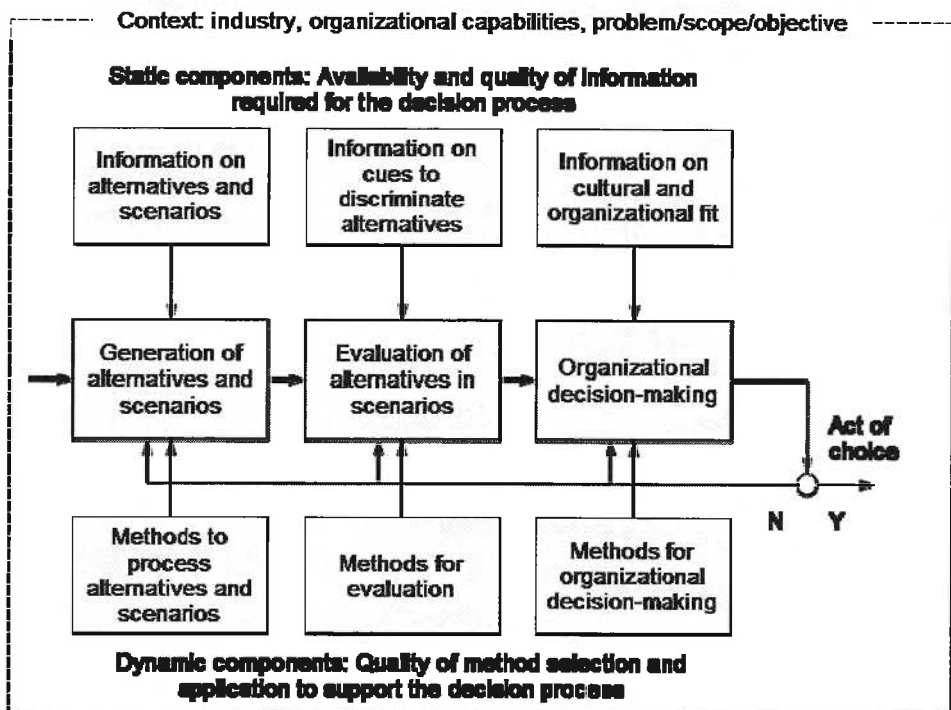 Context: industry, organizational capabilities, problem/scope/objective
Static components: Availability and quality of information
required for the decision process
Information on
alternatives and
scenarios
Information on
cues to
discriminate
alternatives
Information on
cultural and
organizational fit
Generation of
alternatives and
scenarios
Evaluation of
alternatives in
scenarios
Organizational
decision-making
Act of
choice
N
Y
Methods to
process
alternatives and
scenarios
Methods for
evaluation
Methods for
organizational
decision-making
Dynamic components: Quality of method selection and
application to support the decision process